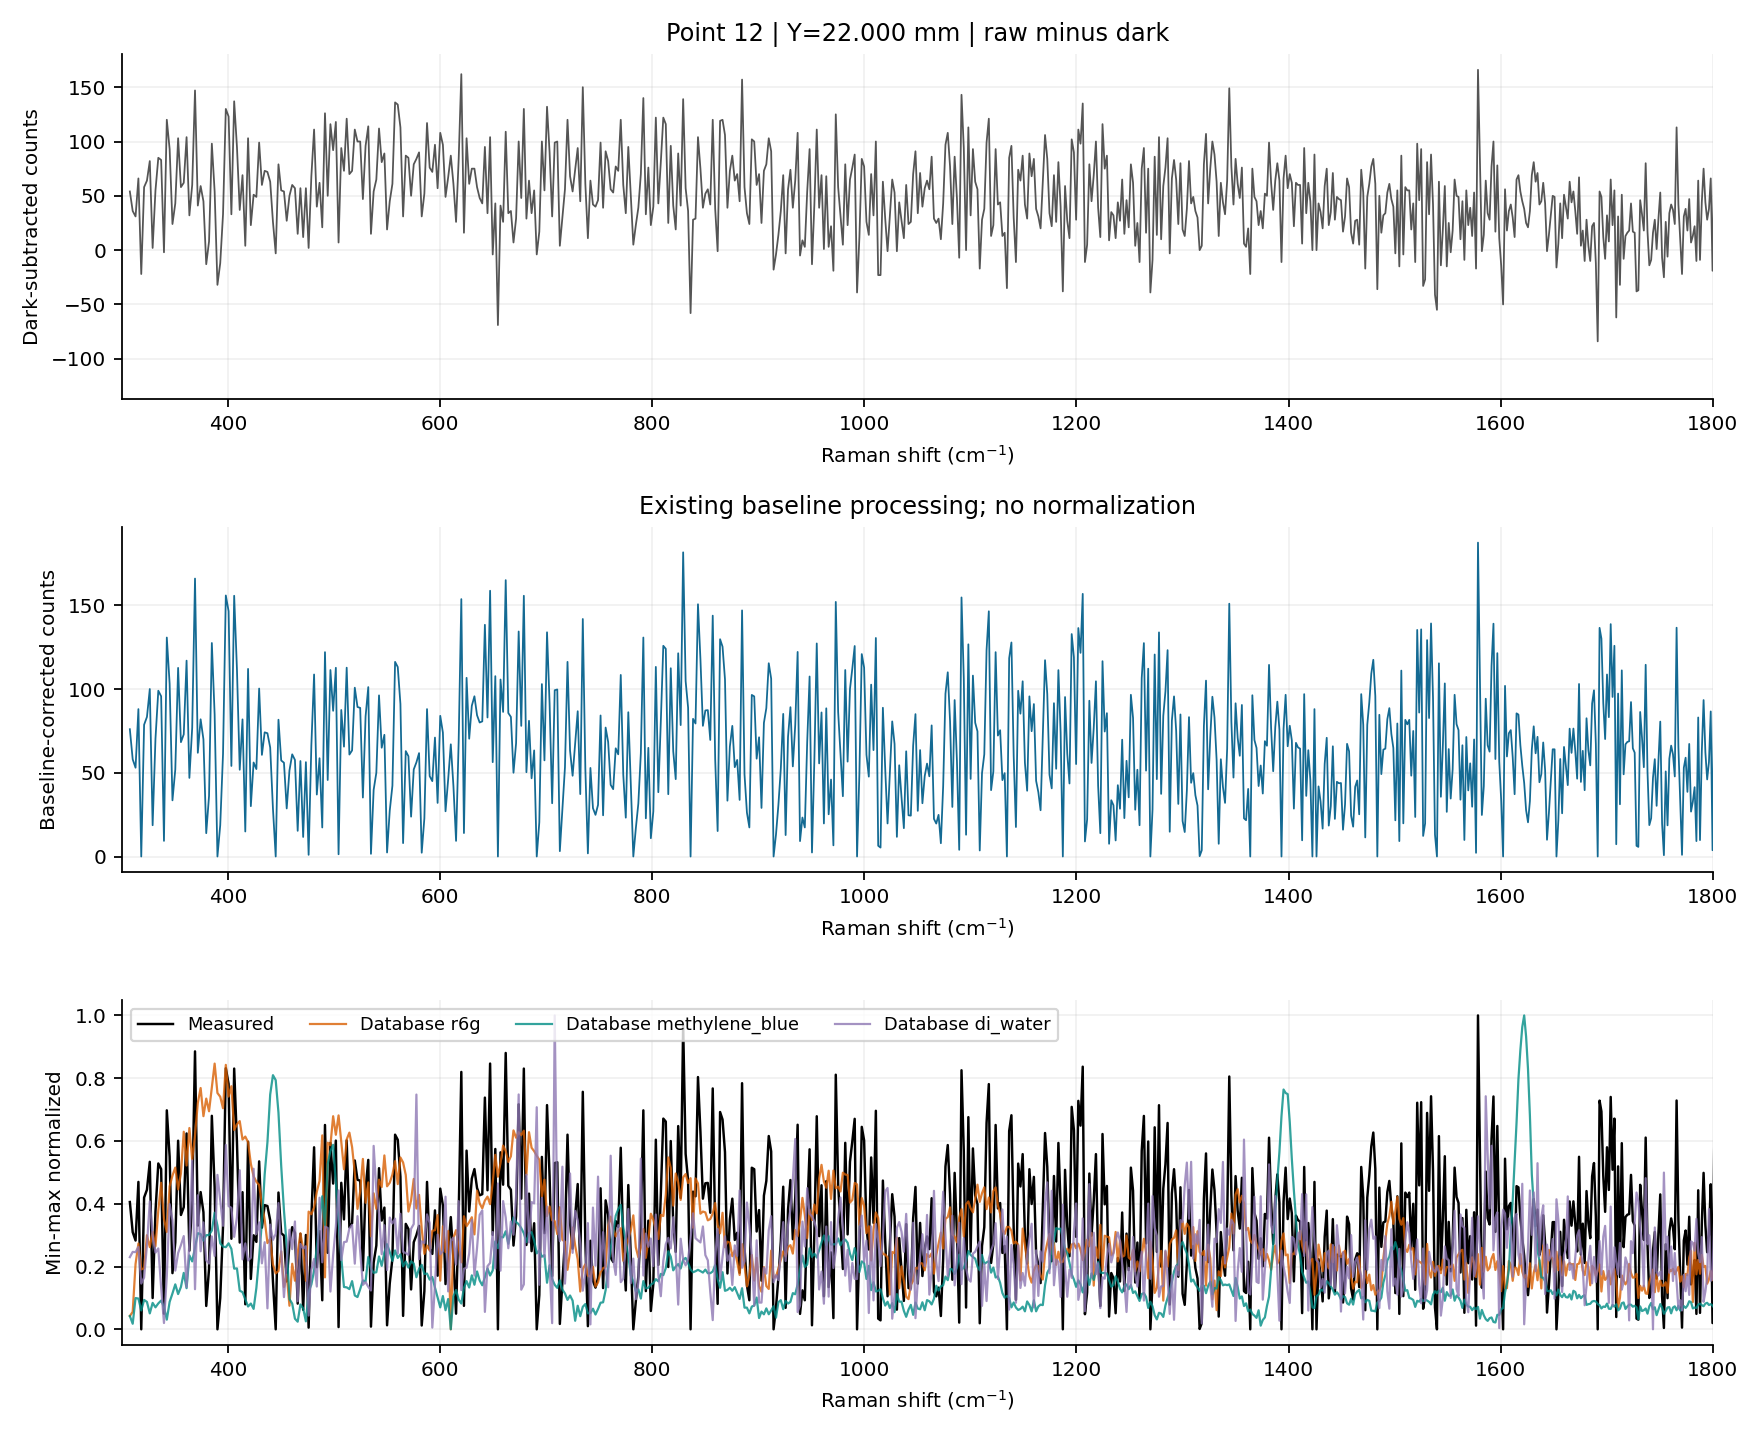 Point 12 | Y=22.000 mm | raw minus dark
Dark-subtracted counts
150
100
50
0
−50
−100
400 600 800 1000 1200 1400 1600 1800
Raman shift (cm⁻¹)
Existing baseline processing; no normalization
Baseline-corrected counts
150
100
50
0
400 600 800 1000 1200 1400 1600 1800
Raman shift (cm⁻¹)
Measured Database r6g Database methylene_blue Database di_water
Min-max normalized
1.0
0.8
0.6
0.4
0.2
0.0
400 600 800 1000 1200 1400 1600 1800
Raman shift (cm⁻¹)